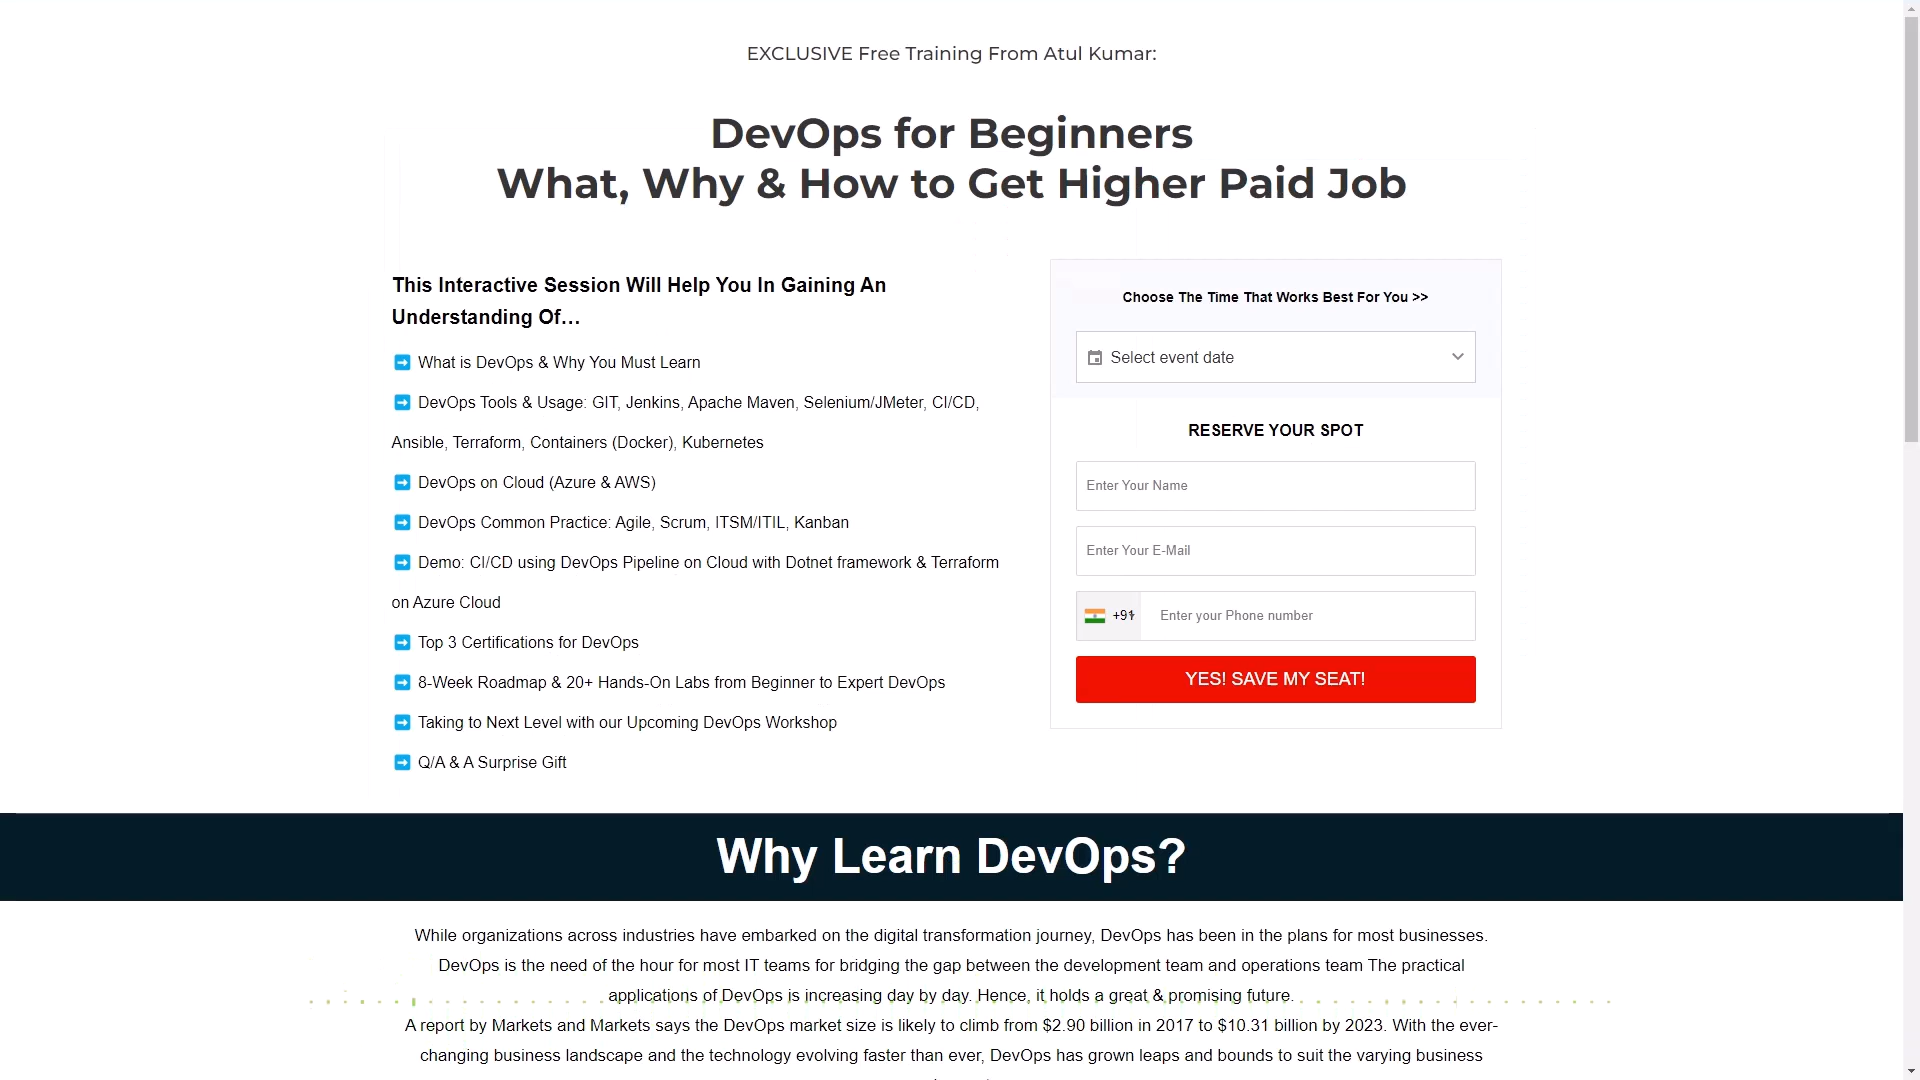 EXCLUSIVE Free Training From Atul Kumar:
DevOps for Beginners
What, Why & How to Get Higher Paid Job
This Interactive Session Will Help You In Gaining An
Understanding Of…
➡ What is DevOps & Why You Must Learn
➡ DevOps Tools & Usage: GIT, Jenkins, Apache Maven, Selenium/JMeter, CI/CD,
Ansible, Terraform, Containers (Docker), Kubernetes
➡ DevOps on Cloud (Azure & AWS)
➡ DevOps Common Practice: Agile, Scrum, ITSM/ITIL, Kanban
➡ Demo: CI/CD using DevOps Pipeline on Cloud with Dotnet framework & Terraform
on Azure Cloud
➡ Top 3 Certifications for DevOps
➡ 8-Week Roadmap & 20+ Hands-On Labs from Beginner to Expert DevOps
➡ Taking to Next Level with our Upcoming DevOps Workshop
➡ Q/A & A Surprise Gift
Choose The Time That Works Best For You >>
Select event date
RESERVE YOUR SPOT
Enter Your Name
Enter Your E-Mail
+91 Enter your Phone number
YES! SAVE MY SEAT!
Why Learn DevOps?
While organizations across industries have embarked on the digital transformation journey, DevOps has been in the plans for most businesses.
DevOps is the need of the hour for most IT teams for bridging the gap between the development team and operations team The practical
applications of DevOps is increasing day by day. Hence, it holds a great & promising future.
A report by Markets and Markets says the DevOps market size is likely to climb from $2.90 billion in 2017 to $10.31 billion by 2023. With the ever-
changing business landscape and the technology evolving faster than ever, DevOps has grown leaps and bounds to suit the varying business